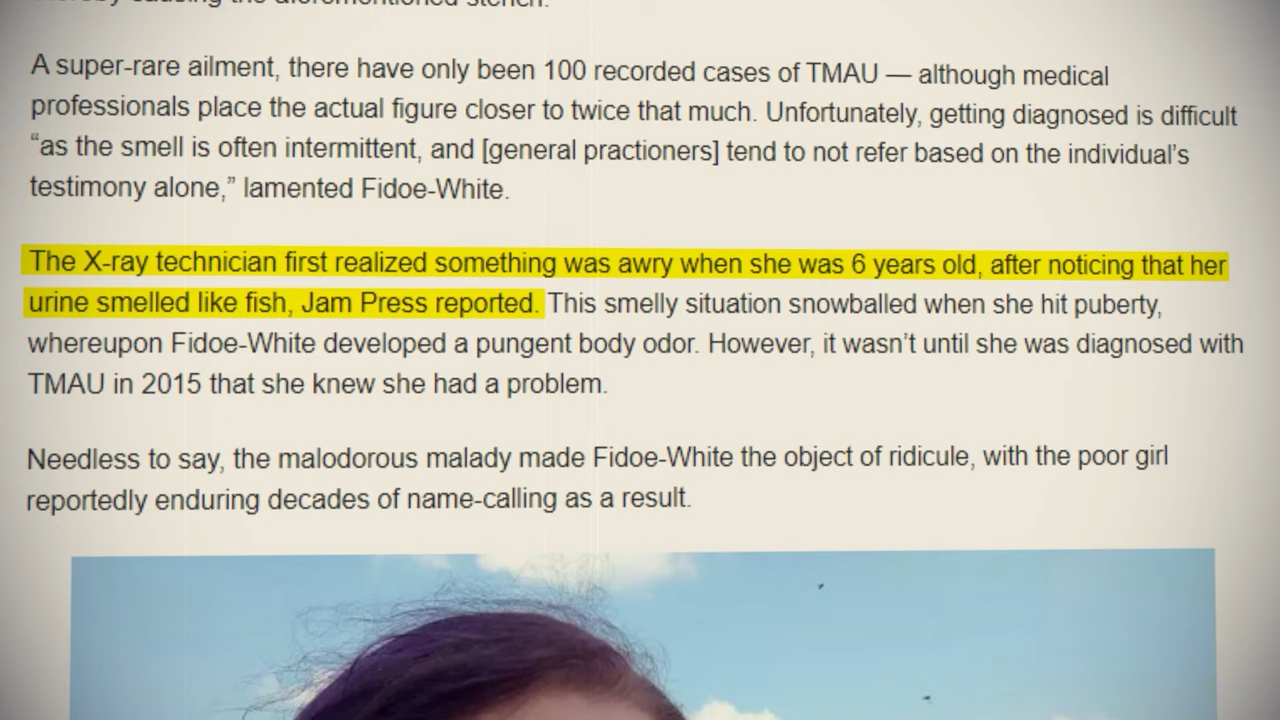 thereby causing the aforementioned stench.
A super-rare ailment, there have only been 100 recorded cases of TMAU — although medical
professionals place the actual figure closer to twice that much. Unfortunately, getting diagnosed is difficult
“as the smell is often intermittent, and [general practioners] tend to not refer based on the individual’s
testimony alone,” lamented Fidoe-White.
The X-ray technician first realized something was awry when she was 6 years old, after noticing that her
urine smelled like fish, Jam Press reported. This smelly situation snowballed when she hit puberty,
whereupon Fidoe-White developed a pungent body odor. However, it wasn’t until she was diagnosed with
TMAU in 2015 that she knew she had a problem.
Needless to say, the malodorous malady made Fidoe-White the object of ridicule, with the poor girl
reportedly enduring decades of name-calling as a result.